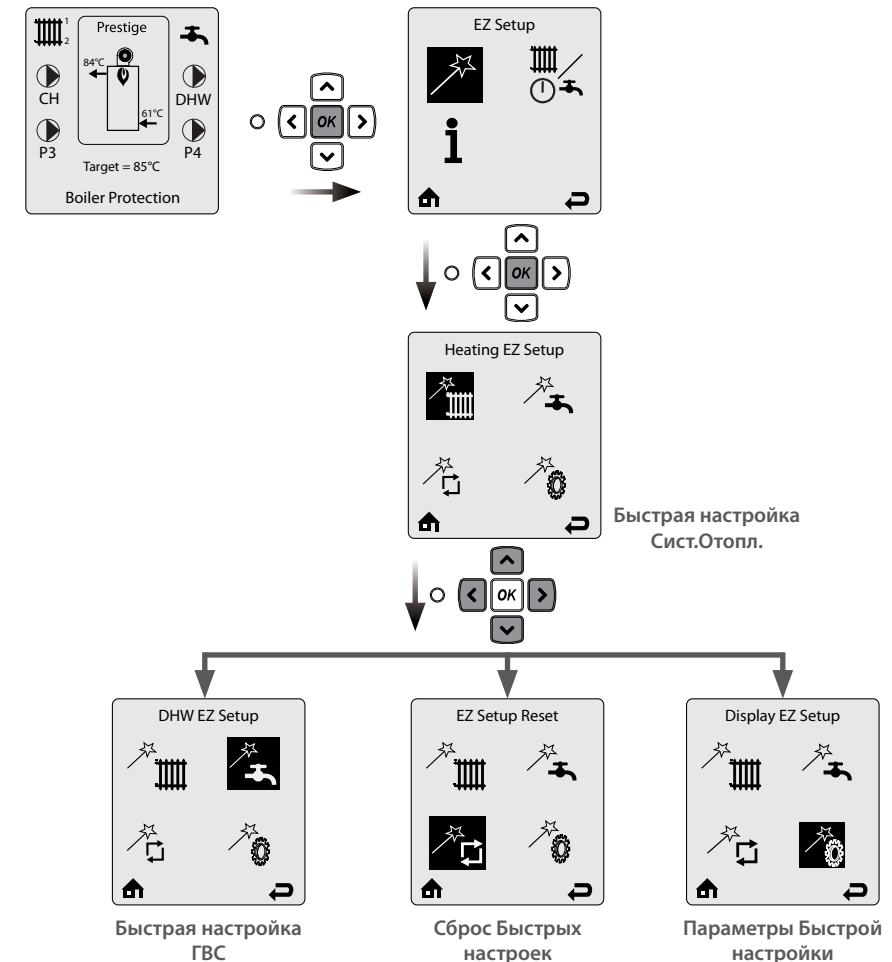 Prestige
1
2
84°C
61°C
CH
DHW
P3
P4
Target = 85°C
Boiler Protection
OK
EZ Setup
i
OK
Heating EZ Setup
Быстрая настройка
Сист.Отопл.
OK
DHW EZ Setup
EZ Setup Reset
Display EZ Setup
Быстрая настройка
ГВС
Сброс Быстрых
настроек
Параметры Быстрой
настройки